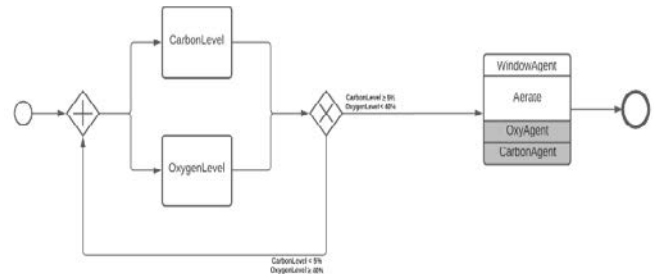 CarbonLevel
OxygenLevel
CarbonLevel ≥ 5%
OxygenLevel < 40%
WindowAgent
Aerate
OxyAgent
CarbonAgent
CarbonLevel < 5%
OxygenLevel ≥ 40%